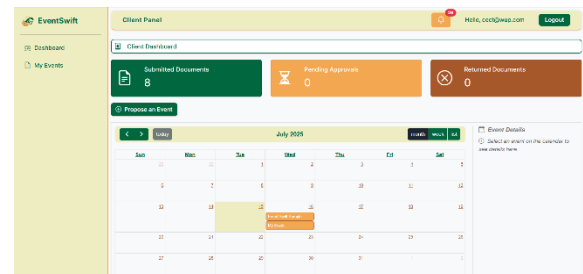 EventSwift
Client Panel
Hello, cect@wup.com
Logout
Dashboard
My Events
Client Dashboard
Submitted Documents
8
Pending Approvals
0
Returned Documents
0
Propose an Event
today
July 2025
month week list
Event Details
Select an event on the calendar to
see details here
Sun Mon Tue Wed Thu Fri Sat
29 30 1 2 3 4 5
6 7 8 9 10 11 12
13 14 15 16 17 18 19
20 21 22 23 24 25 26
27 28 29 30 31 1 2